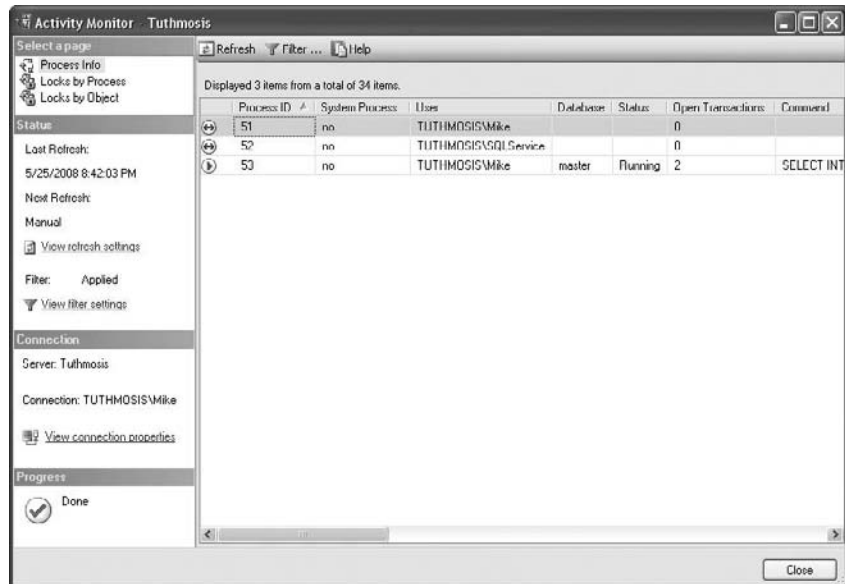 Activity Monitor - Tuthmosis
Select a page
Process Info
Locks by Process
Locks by Object
Status
Last Refresh:
5/25/2008 8:42:03 PM
Next Refresh:
Manual
View refresh settings
Filter: Applied
View filter settings
Connection
Server: Tuthmosis
Connection: TUTHMOSIS\Mike
View connection properties
Progress
Done
Refresh Filter ... Help
Displayed 3 items from a total of 34 items.
Process ID System Process User Database Status Open Transactions Command
51 no TUTHMOSIS\Mike 0
52 no TUTHMOSIS\SQLService 0
53 no TUTHMOSIS\Mike master Running 2 SELECT INT
Close